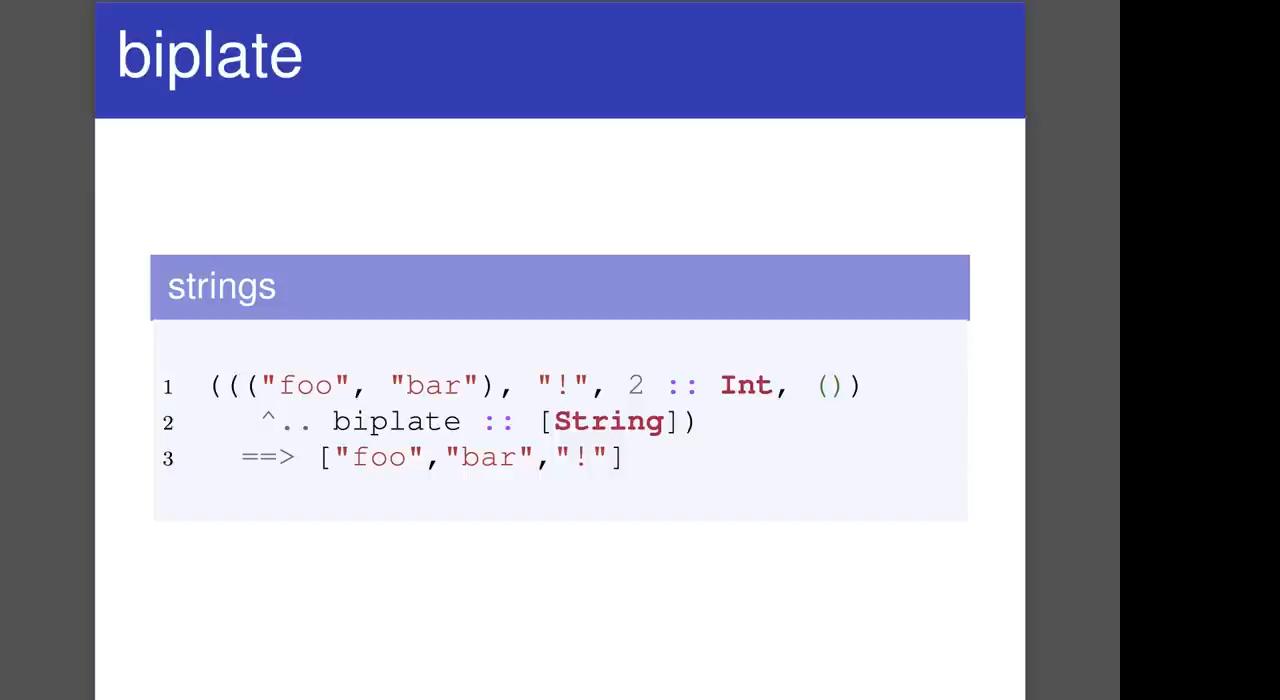 biplate
strings
1 ((("foo", "bar"), "!", 2 :: Int, ())
2 ^.. biplate :: [String])
3 ==> ["foo","bar","!"]